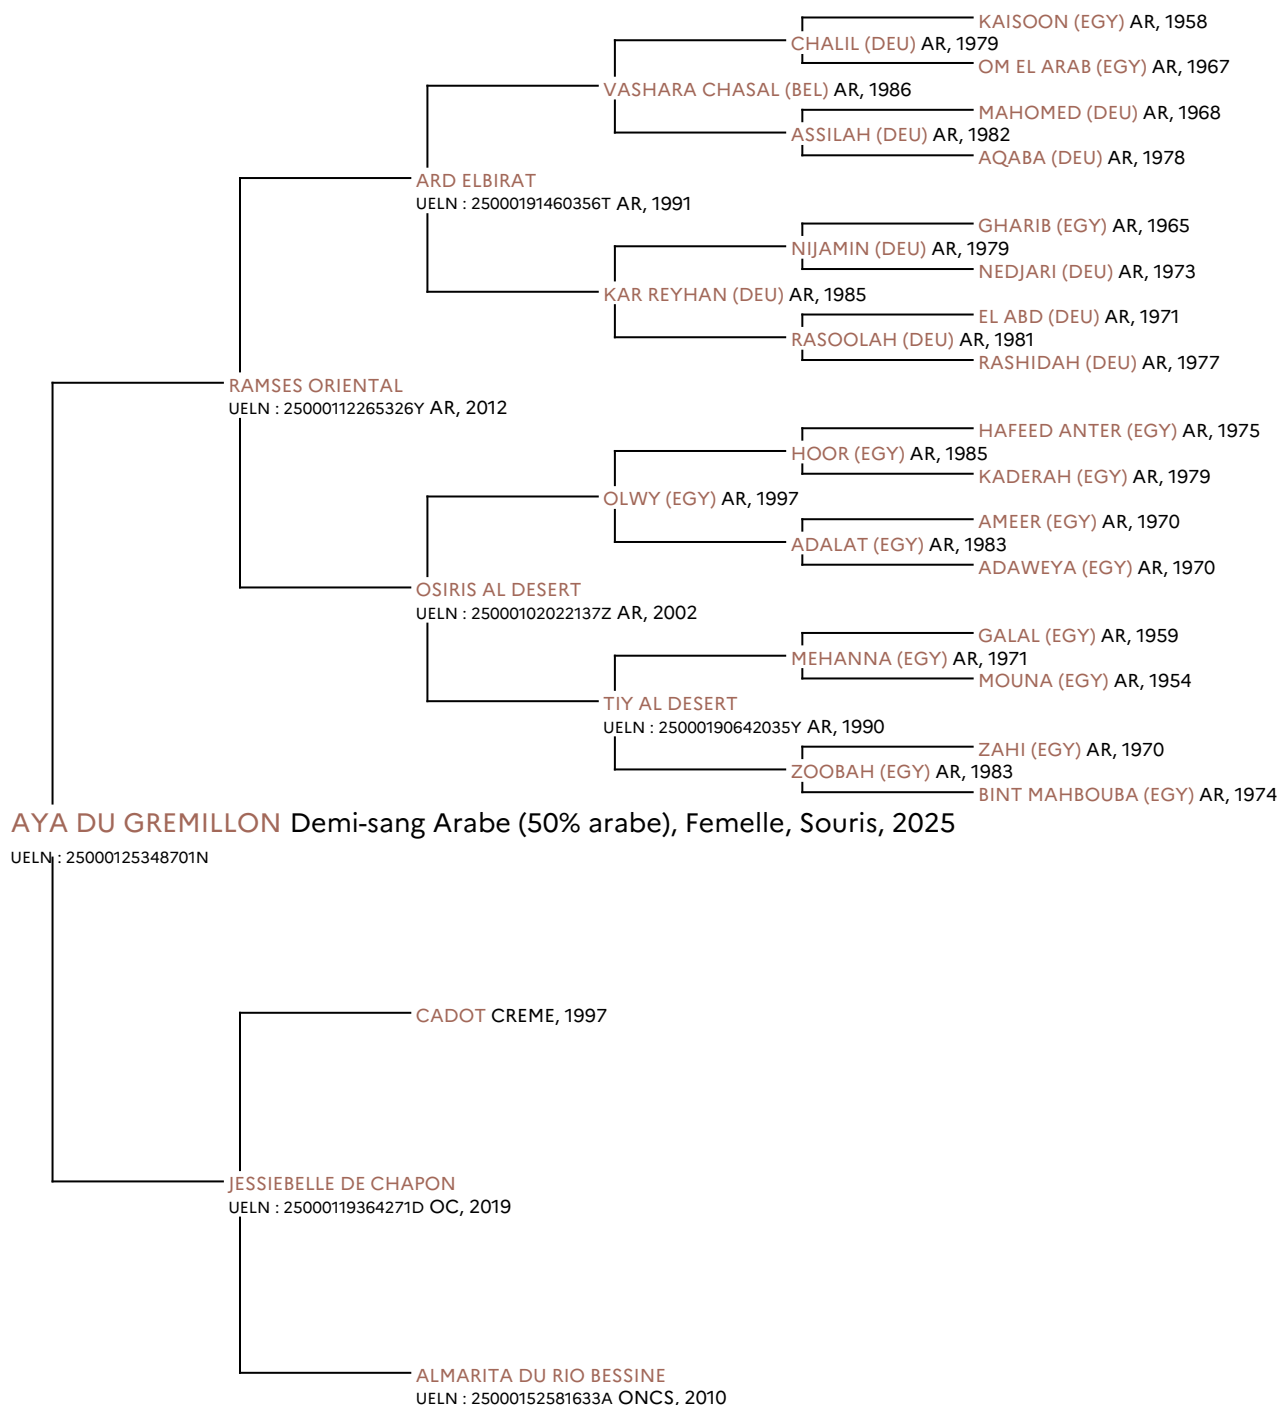 KAISOON (EGY) AR, 1958
CHALIL (DEU) AR, 1979
OM EL ARAB (EGY) AR, 1967
VASHARA CHASAL (BEL) AR, 1986
MAHOMED (DEU) AR, 1968
ASSILAH (DEU) AR, 1982
AQABA (DEU) AR, 1978
ARD ELBIRAT
UELN : 25000191460356T AR, 1991
GHARIB (EGY) AR, 1965
NIJAMIN (DEU) AR, 1979
NEDJARI (DEU) AR, 1973
KAR REYHAN (DEU) AR, 1985
EL ABD (DEU) AR, 1971
RASOOLAH (DEU) AR, 1981
RASHIDAH (DEU) AR, 1977
RAMSES ORIENTAL
UELN : 25000112265326Y AR, 2012
HAFEED ANTER (EGY) AR, 1975
HOOR (EGY) AR, 1985
KADERAH (EGY) AR, 1979
OLWY (EGY) AR, 1997
AMEER (EGY) AR, 1970
ADALAT (EGY) AR, 1983
ADAWEYA (EGY) AR, 1970
OSIRIS AL DESERT
UELN : 25000102022137Z AR, 2002
GALAL (EGY) AR, 1959
MEHANNA (EGY) AR, 1971
MOUNA (EGY) AR, 1954
TIY AL DESERT
UELN : 25000190642035Y AR, 1990
ZAHI (EGY) AR, 1970
ZOOBAH (EGY) AR, 1983
BINT MAHBOUBA (EGY) AR, 1974
AYA DU GREMILLON Demi-sang Arabe (50% arabe), Femelle, Souris, 2025
UELN : 25000125348701N
CADOT CREME, 1997
JESSIEBELLE DE CHAPON
UELN : 25000119364271D OC, 2019
ALMARITA DU RIO BESSINE
UELN : 25000152581633A ONCS, 2010